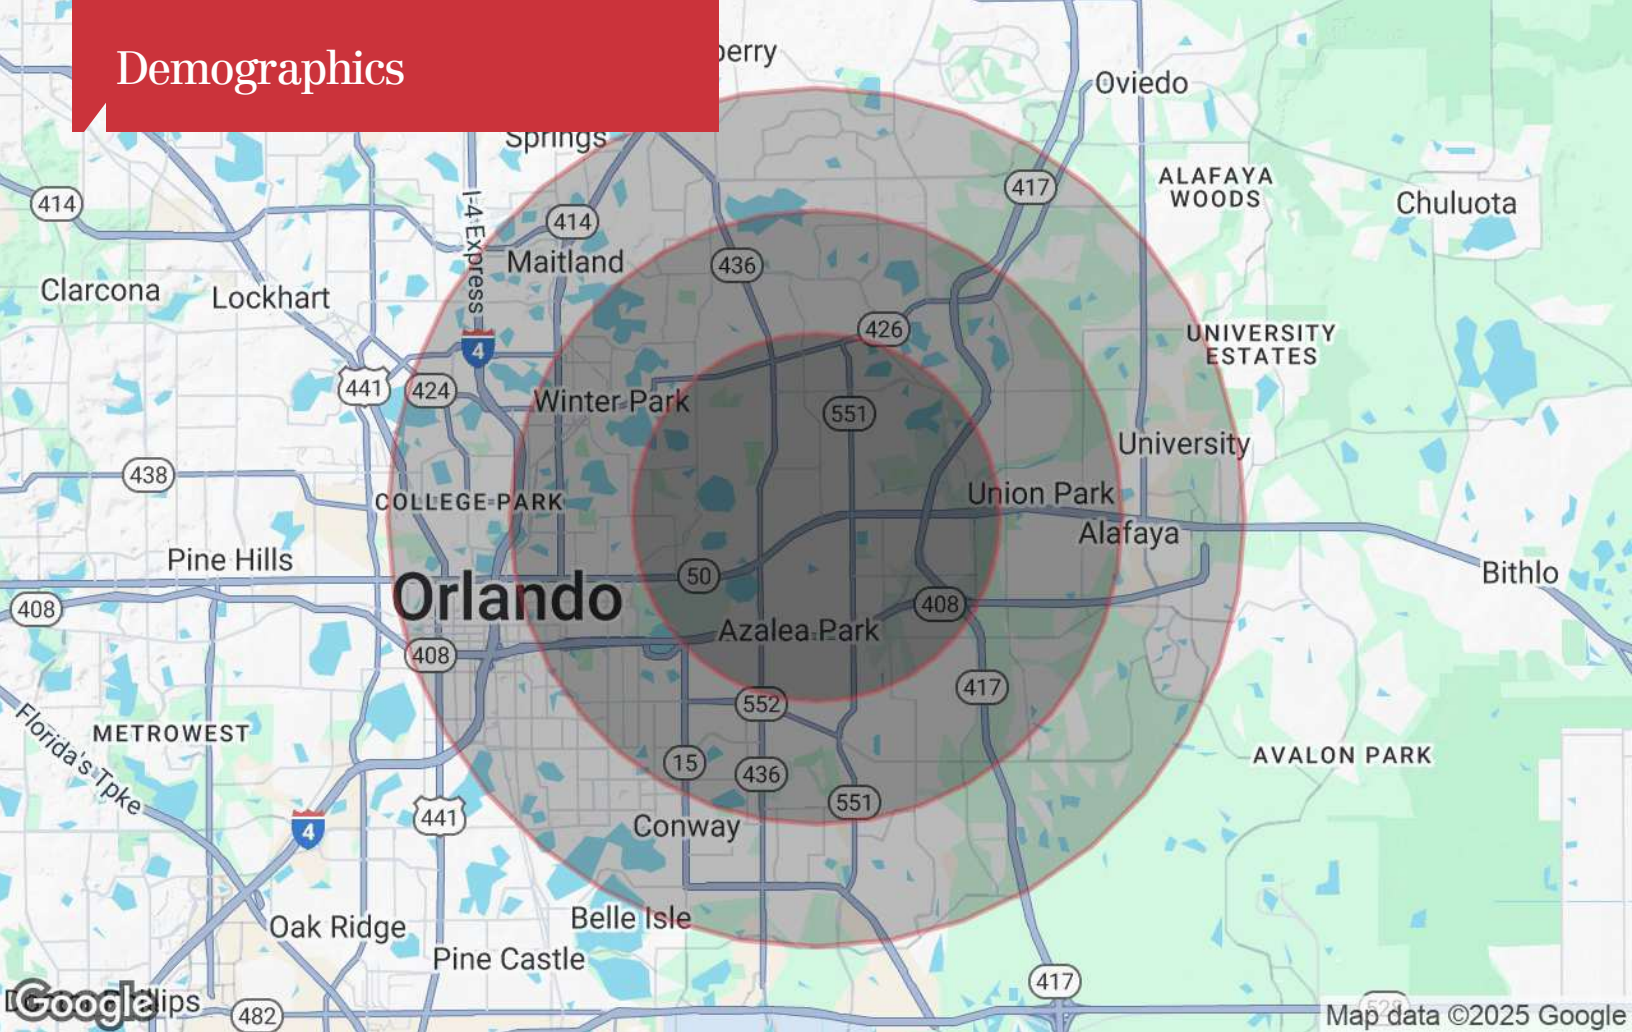 Demographics
berry
Oviedo
Springs
417
ALAFAYA
WOODS
414
Chuluota
I-4 Express
414
Maitland
436
Clarcona
Lockhart
426
UNIVERSITY
ESTATES
4
441
424
Winter Park
551
University
438
COLLEGE PARK
Union Park
Alafaya
Pine Hills
50
Bithlo
Orlando
408
408
Azalea Park
408
417
552
Florida's Tpke
METROWEST
AVALON PARK
15
436
551
441
4
Conway
Oak Ridge
Belle Isle
Pine Castle
417
Google
llips
482
528
Map data ©2025 Google